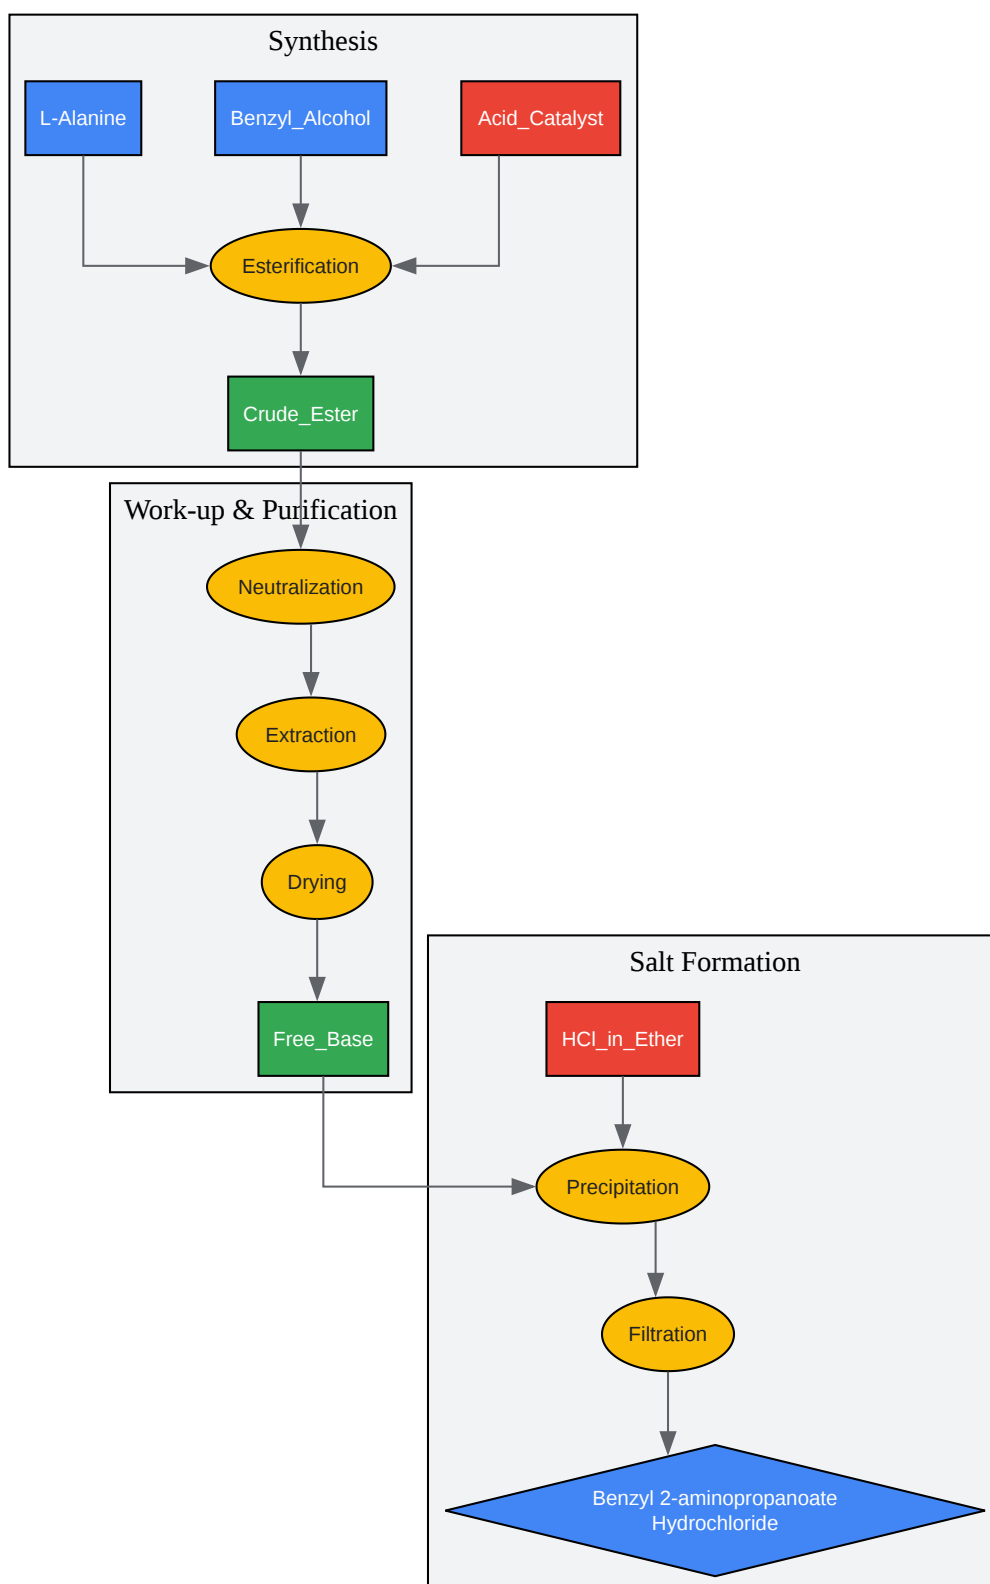 Synthesis
L-Alanine
Benzyl_Alcohol
Acid_Catalyst
Esterification
Crude_Ester
Work-up & Purification
Neutralization
Extraction
Drying
Free_Base
Salt Formation
HCl_in_Ether
Precipitation
Filtration
Benzyl 2-aminopropanoate
Hydrochloride